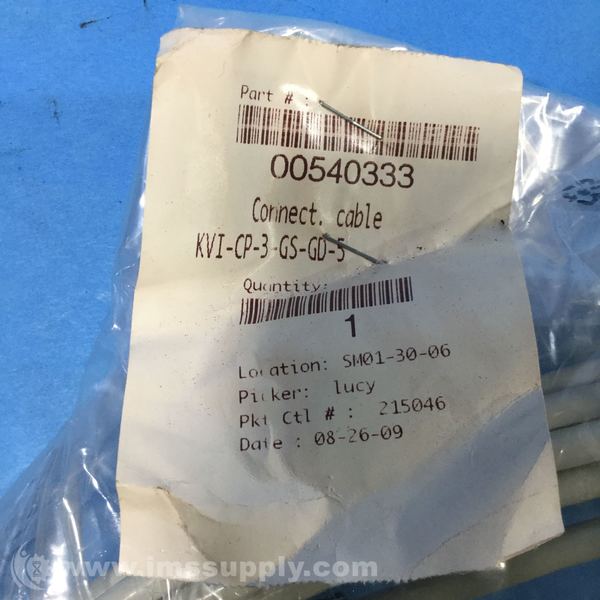 Part # :
00540333
Connect. cable
KVI-CP-3-GS-GD-5
Quantity:
1
Location: SM01-30-06
Picker: lucy
Pkt Ctl # : 215046
Date : 08-26-09
www.imssupply.com